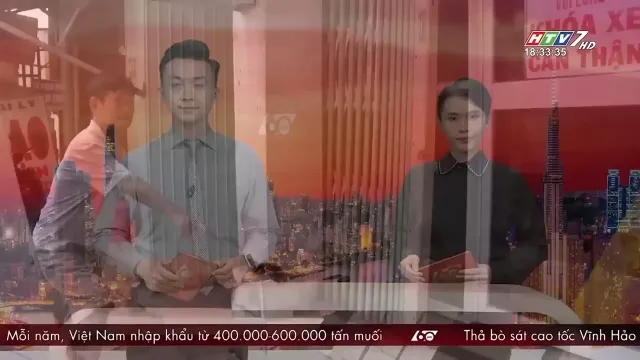 HTV7 HD
18:33:35
KHÓA XE
CẨN THẬN
Mỗi năm, Việt Nam nhập khẩu từ 400.000-600.000 tấn muối 60 Thả bò sát cao tốc Vĩnh Hảo